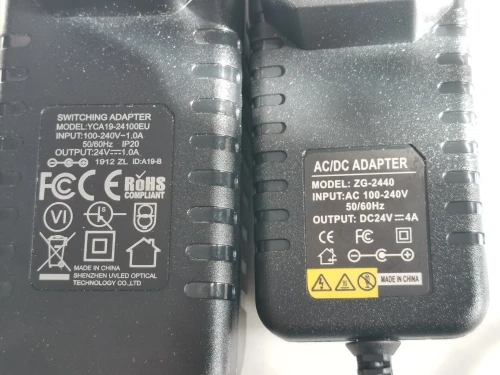 SWITCHING ADAPTER
MODEL:YCA19-24100EU
INPUT:100-240V~1.0A
50/60Hz IP20
OUTPUT:24V⎓1.0A
1912 ZL ID:A19-B
FC CE RoHS
COMPLIANT
VI
MADE IN CHINA
SHENZHEN UVLED OPTICAL
TECHNOLOGY CO.,LTD
AC/DC ADAPTER
MODEL: ZG-2440
INPUT:AC 100-240V
50/60Hz
OUTPUT: DC24V⎓4A
CE FC
MADE IN CHINA